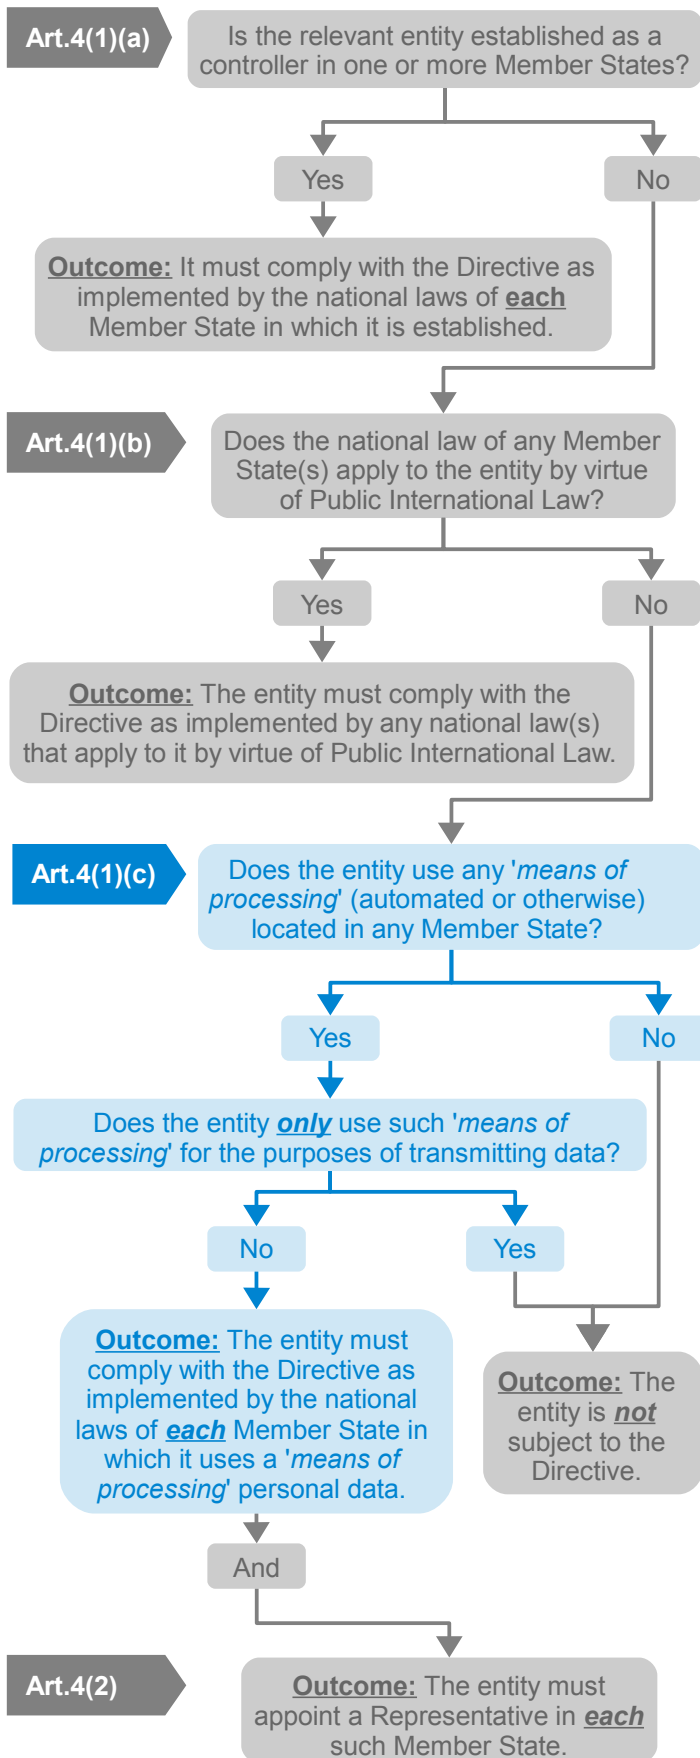 Art.4(1)(a)
Is the relevant entity established as a
controller in one or more Member States?
Yes
No
Outcome: It must comply with the Directive as
implemented by the national laws of each
Member State in which it is established.
Art.4(1)(b)
Does the national law of any Member
State(s) apply to the entity by virtue
of Public International Law?
Yes
No
Outcome: The entity must comply with the
Directive as implemented by any national law(s)
that apply to it by virtue of Public International Law.
Art.4(1)(c)
Does the entity use any 'means of
processing' (automated or otherwise)
located in any Member State?
Yes
No
Does the entity only use such 'means of
processing' for the purposes of transmitting data?
No
Yes
Outcome: The entity must
comply with the Directive as
implemented by the national
laws of each Member State in
which it uses a 'means of
processing' personal data.
Outcome: The
entity is not
subject to the
Directive.
And
Art.4(2)
Outcome: The entity must
appoint a Representative in each
such Member State.